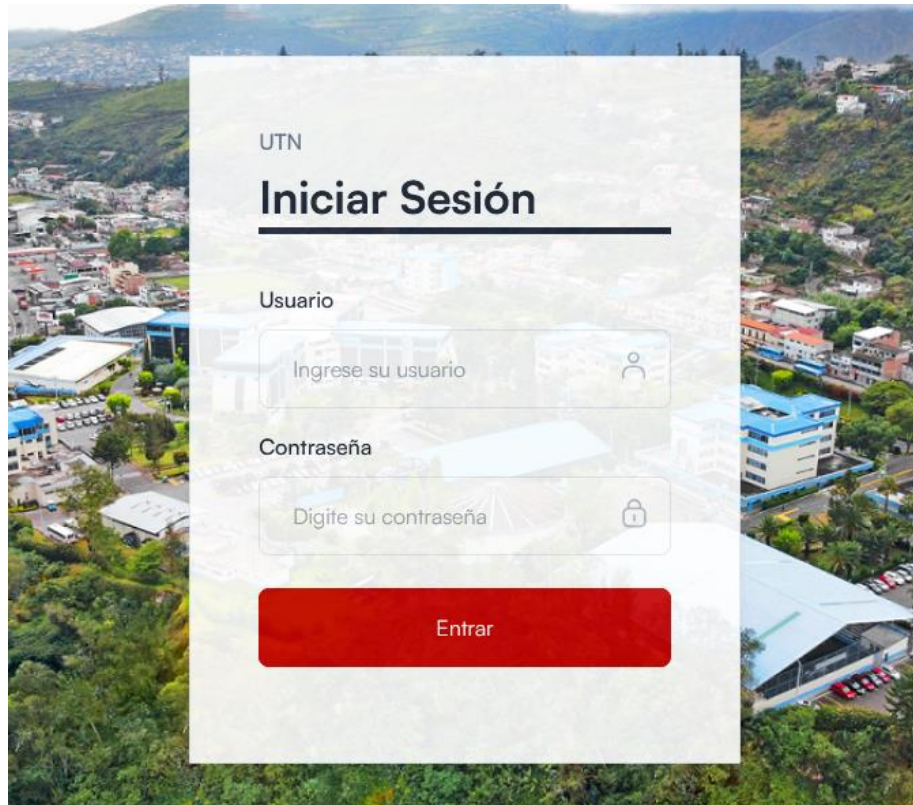 UTN
Iniciar Sesión
Usuario
Ingrese su usuario
Contraseña
Digite su contraseña
Entrar